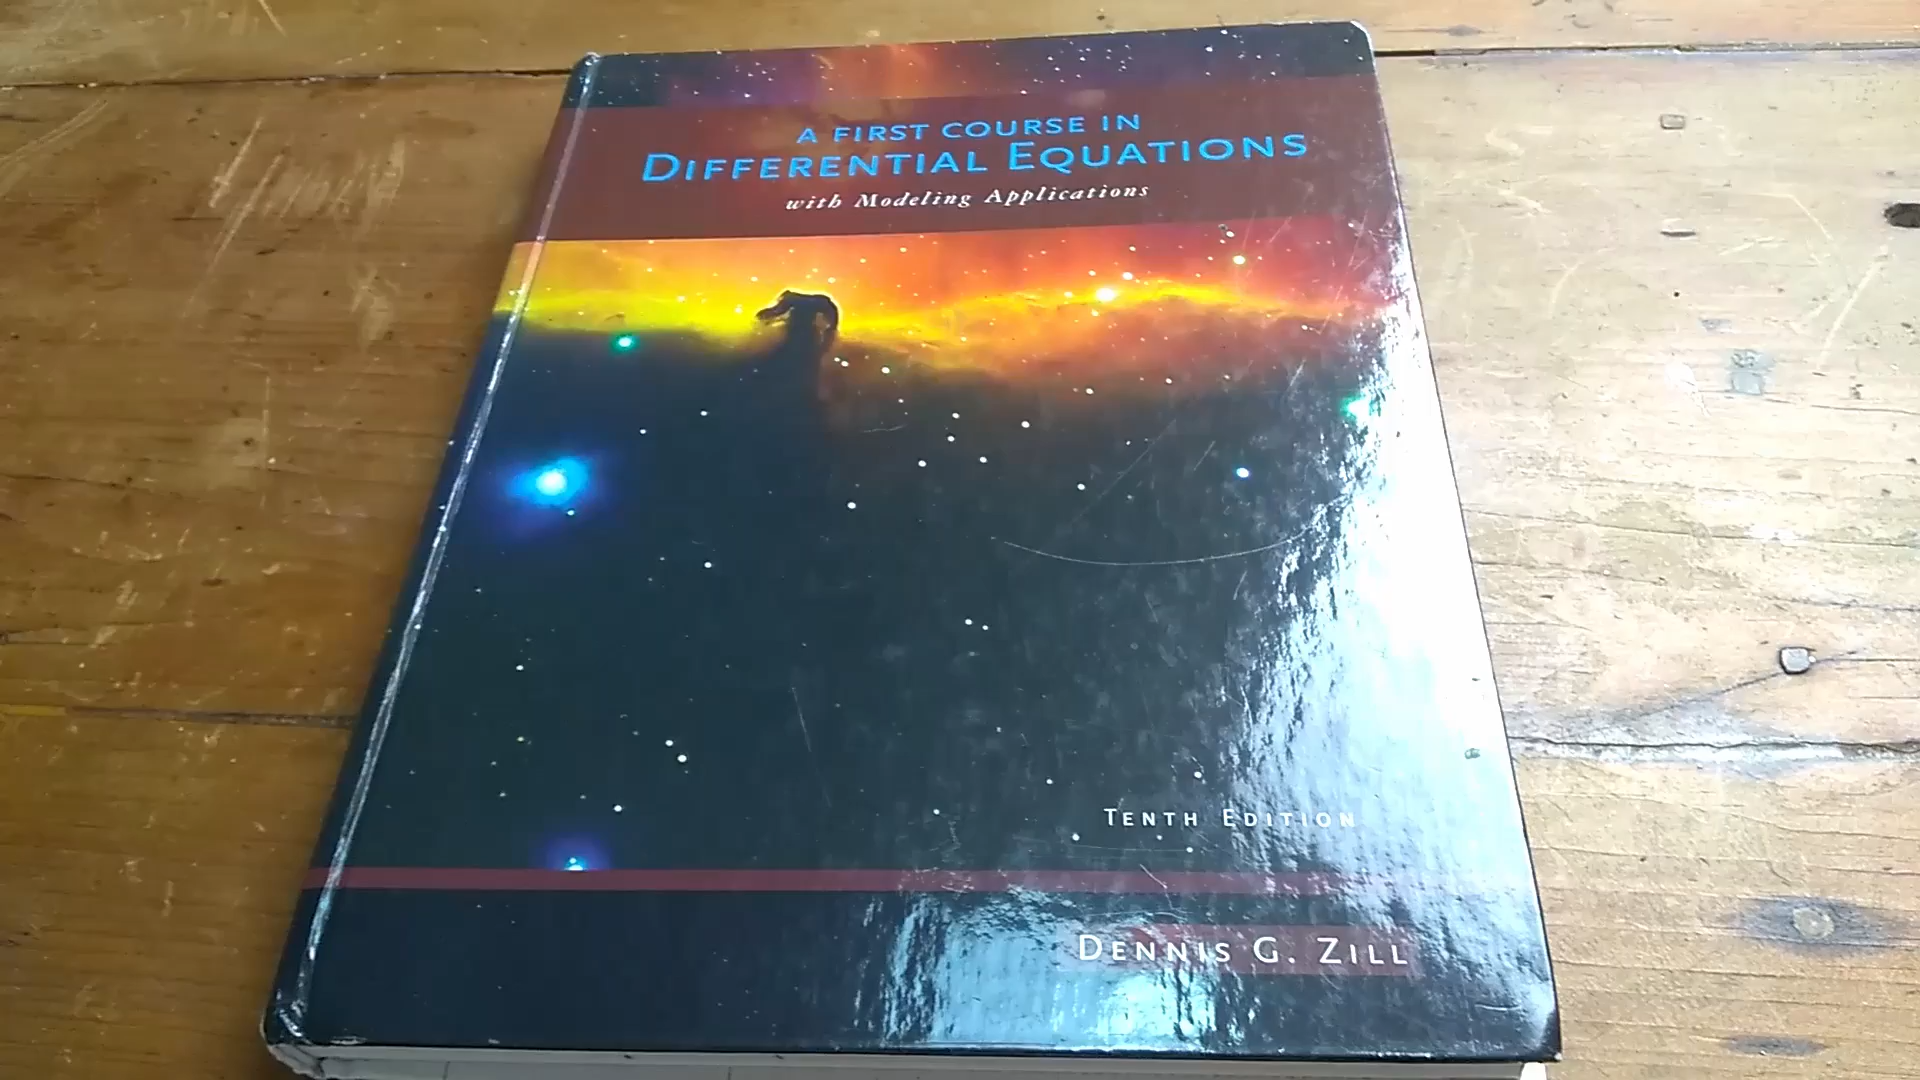 A FIRST COURSE IN
DIFFERENTIAL EQUATIONS
with Modeling Applications
TENTH EDITION
DENNIS G. ZILL